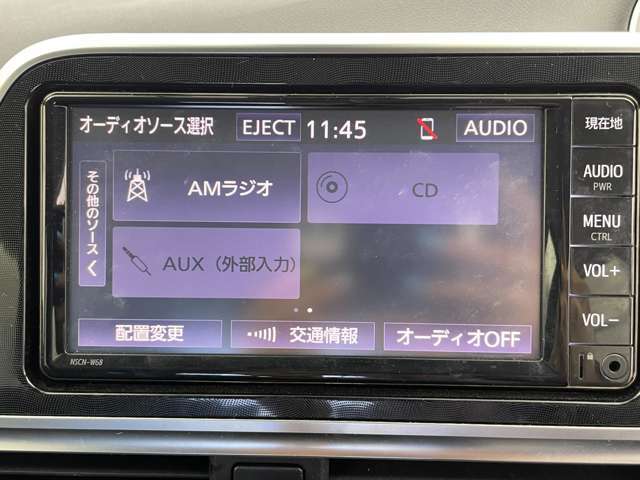 オーディオソース選択 EJECT 11:45 AUDIO
その他のソース く
AMラジオ
CD
AUX (外部入力)
配置変更
交通情報
オーディオOFF
NSCN-W68
現在地
AUDIO
PWR
MENU
CTRL
VOL+
VOL-